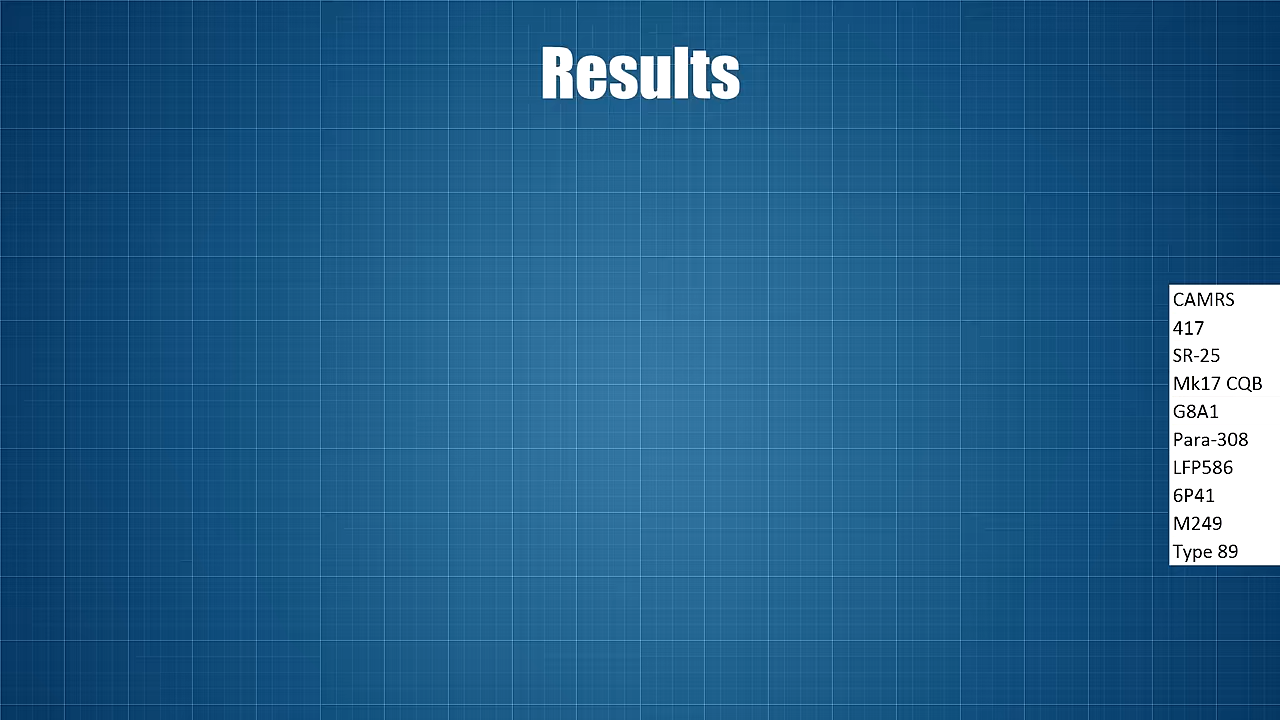 Results
CAMRS
417
SR-25
Mk17 CQB
G8A1
Para-308
LFP586
6P41
M249
Type 89